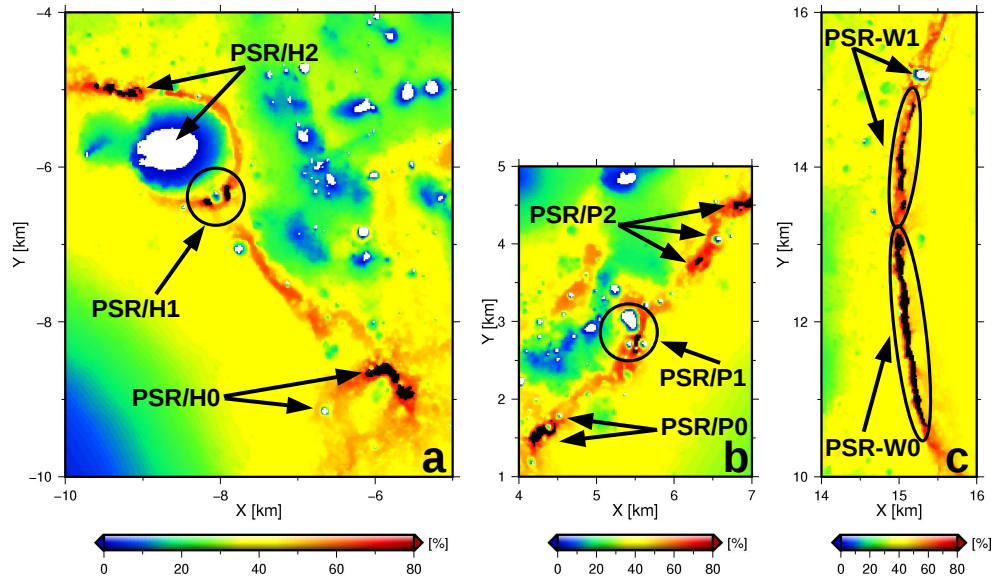 PSR/H2
PSR/H1
PSR/H0
a
−4
−6
−8
−10
Y [km]
−10
−8
−6
X [km]
0
20
40
60
80
[%]
PSR/P2
PSR/P1
PSR/P0
b
5
4
3
2
1
Y [km]
4
5
6
7
X [km]
0
20
40
60
80
[%]
PSR-W1
PSR-W0
c
16
14
12
10
Y [km]
14
15
16
X [km]
0
20
40
60
80
[%]